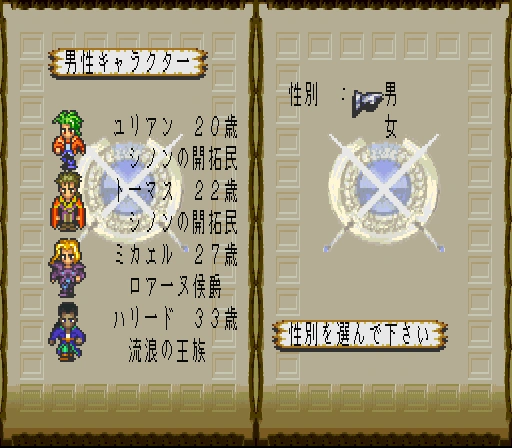 男性キャラクター
ユリアン 20歳
シノンの開拓民
トーマス 22歳
シノンの開拓民
ミカエル 27歳
ロアーヌ侯爵
ハリード 33歳
流浪の王族
性別 : 男
女
性別を選んで下さい